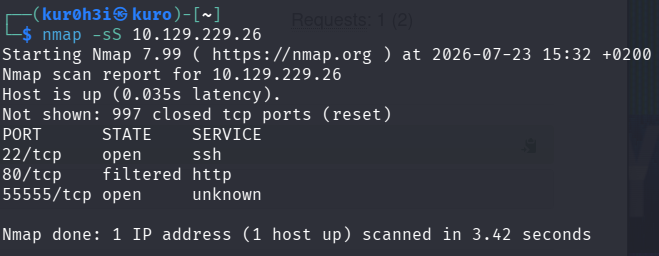 ┌──(kur0h3i㉿kuro)-[~]
Requests: 1 (2)
└─$ nmap -sS 10.129.229.26
Starting Nmap 7.99 ( https://nmap.org ) at 2026-07-23 15:32 +0200
Nmap scan report for 10.129.229.26
Host is up (0.035s latency).
Not shown: 997 closed tcp ports (reset)
PORT      STATE    SERVICE
22/tcp    open     ssh
80/tcp    filtered http
55555/tcp open     unknown
Nmap done: 1 IP address (1 host up) scanned in 3.42 seconds